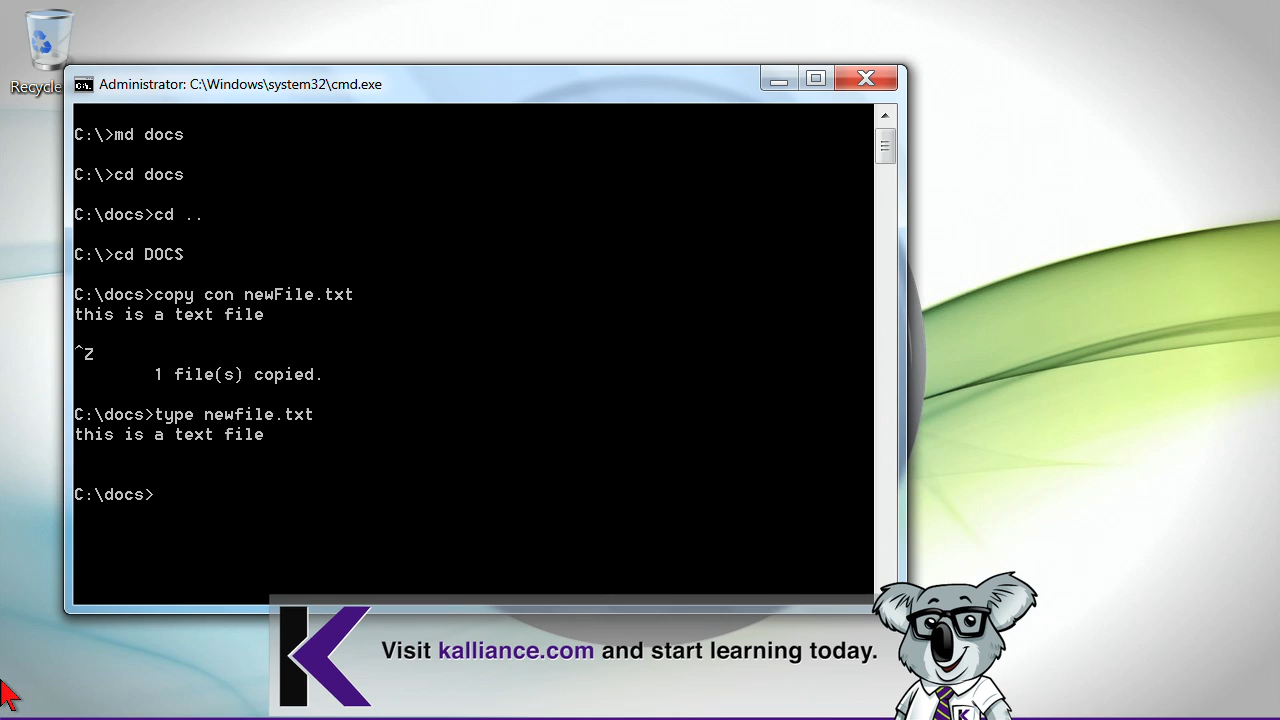 Recycle
Administrator: C:\Windows\system32\cmd.exe
C:\>md docs
C:\>cd docs
C:\docs>cd ..
C:\>cd DOCS
C:\docs>copy con newFile.txt
this is a text file
^Z
1 file(s) copied.
C:\docs>type newfile.txt
this is a text file
C:\docs>
K Visit kalliance.com and start learning today.
K